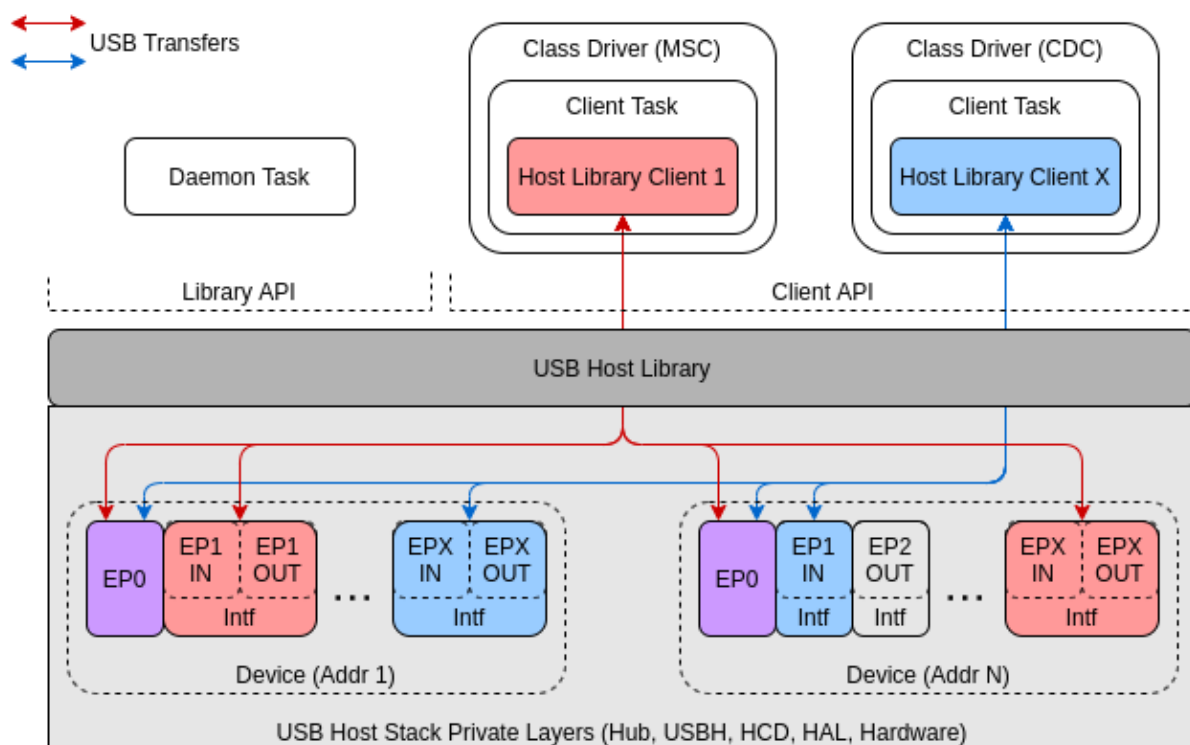 USB Transfers
Class Driver (MSC)
Class Driver (CDC)
Client Task
Client Task
Daemon Task
Host Library Client 1
Host Library Client X
Library API
Client API
USB Host Library
EP0
EP1 IN
EP1 OUT
Intf
...
EPX IN
EPX OUT
Intf
Device (Addr 1)
EP0
EP1 IN
Intf
EP2 OUT
Intf
...
EPX IN
EPX OUT
Intf
Device (Addr N)
USB Host Stack Private Layers (Hub, USBH, HCD, HAL, Hardware)